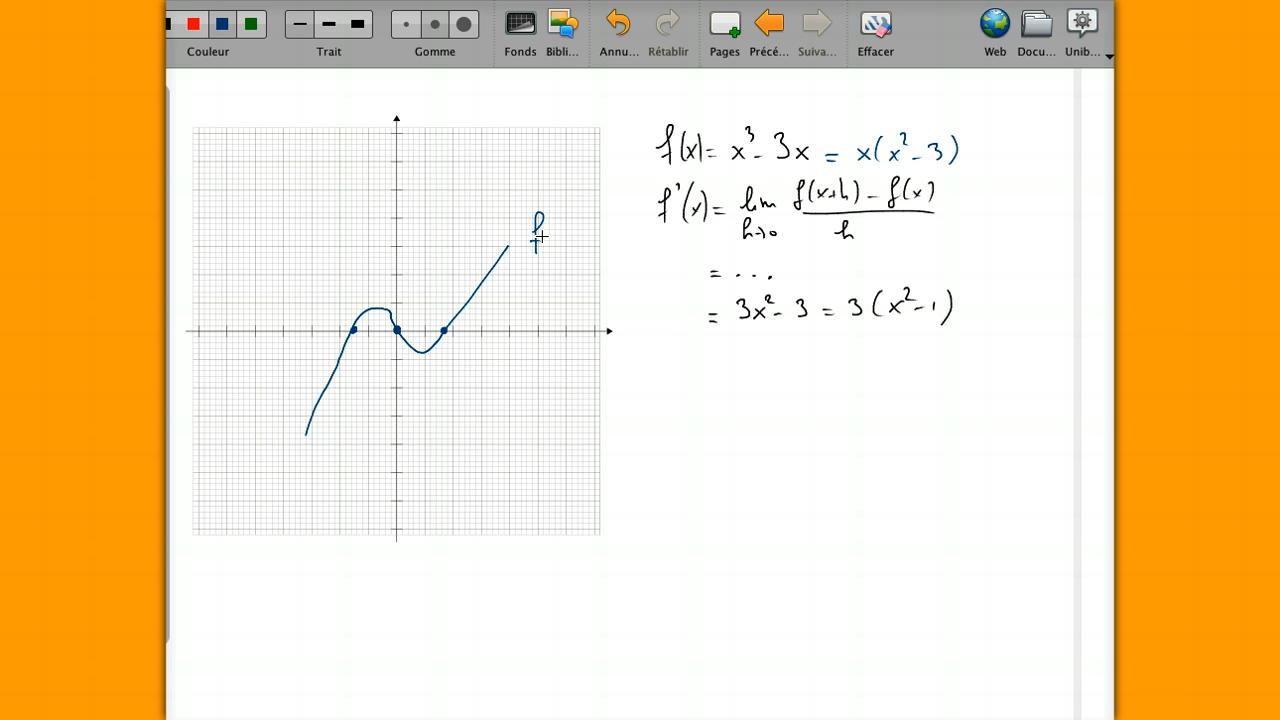 Couleur Trait Gomme Fonds Bibli... Annu... Rétablir Pages Précé... Suiva... Effacer Web Docu... Unib...
f(x) = x³ - 3x = x(x² - 3)
f'(x) = lim h→0 (f(x+h) - f(x)) / h
= ...
= 3x² - 3 = 3(x² - 1)
f